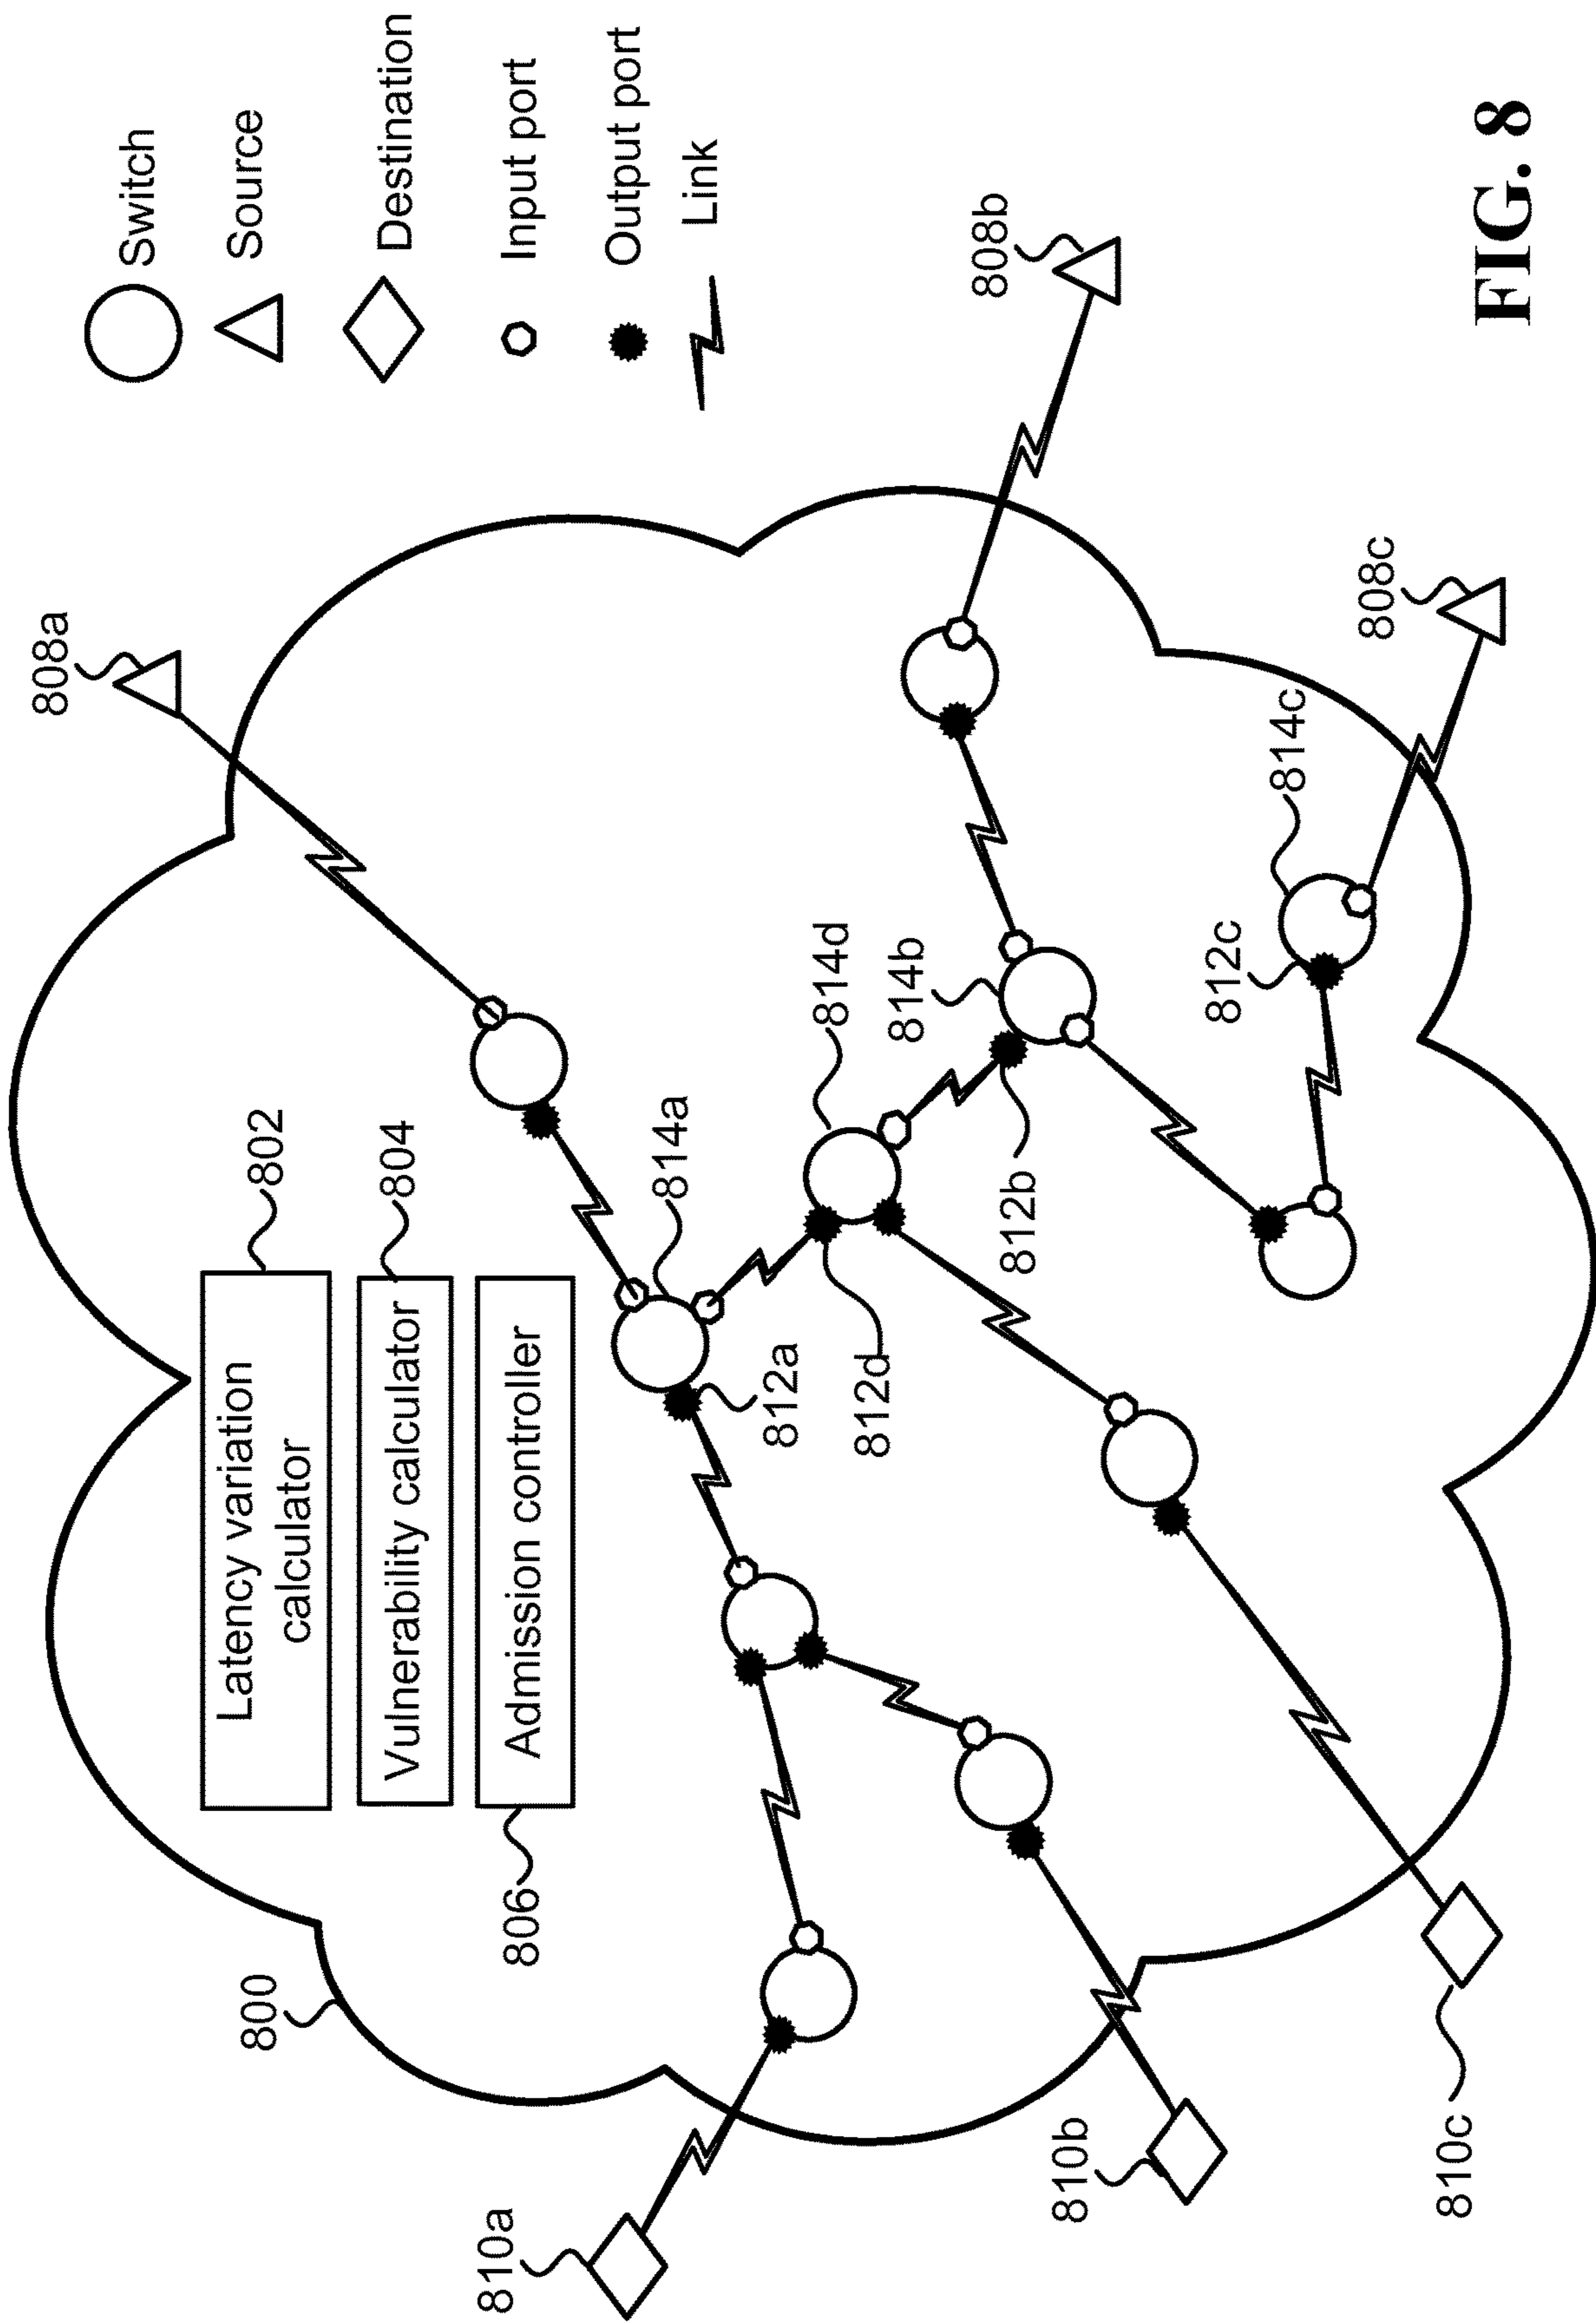 800
802
Latency variation
calculator
804
Vulnerability calculator
806
Admission controller
808a
808b
808c
810a
810b
810c
812a
812b
812c
812d
814a
814b
814c
814d
Switch
Source
Destination
Input port
Output port
Link
FIG. 8